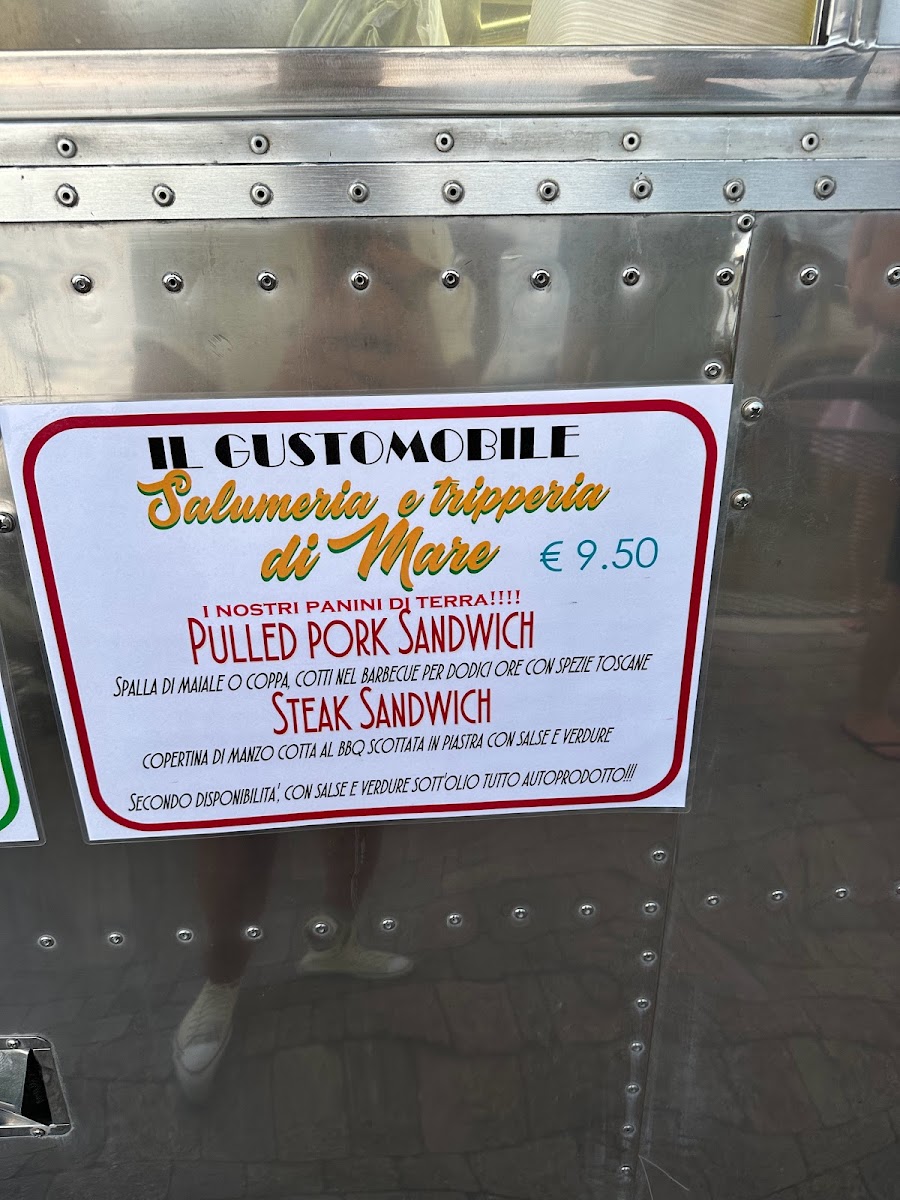 IL GUSTOMOBILE
Salumeria e tripperia
di Mare
€ 9.50
I NOSTRI PANINI DI TERRA!!!!
PULLED PORK SANDWICH
SPALLA DI MAIALE O COPPA, COTTI NEL BARBECUE PER DODICI ORE CON SPEZIE TOSCANE
STEAK SANDWICH
COPERTINA DI MANZO COTTA AL BBQ SCOTTATA IN PIASTRA CON SALSE E VERDURE
SECONDO DISPONIBILITA', CON SALSE E VERDURE SOTT'OLIO TUTTO AUTOPRODOTTO!!!